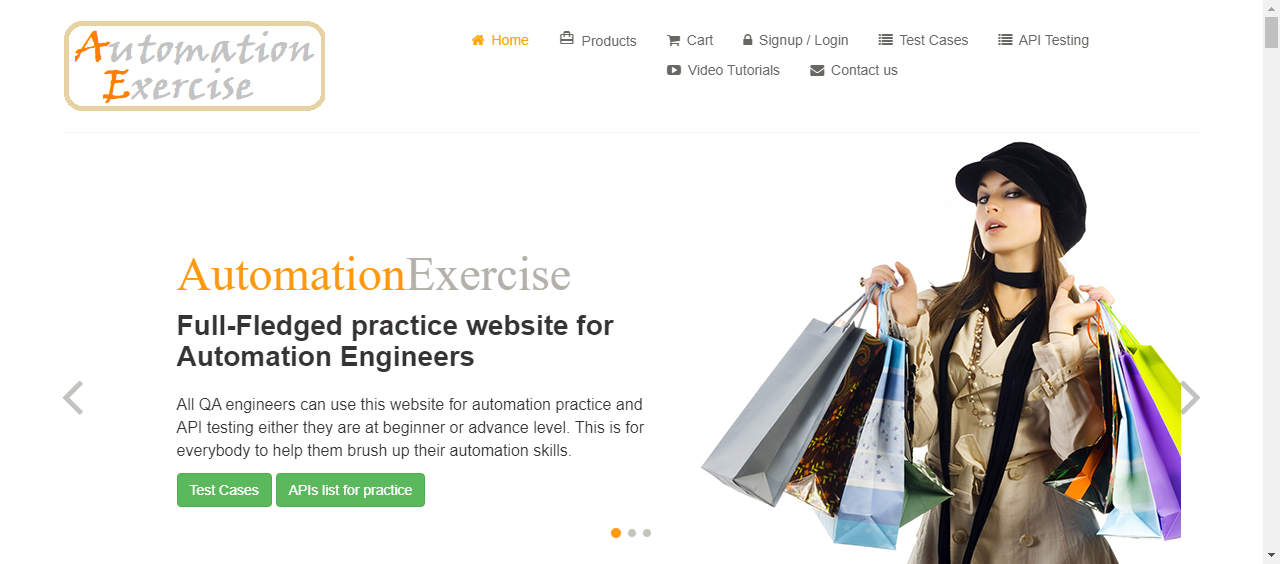 Automation
Exercise
Home Products Cart Signup / Login Test Cases API Testing
Video Tutorials Contact us
AutomationExercise
Full-Fledged practice website for
Automation Engineers
All QA engineers can use this website for automation practice and
API testing either they are at beginner or advance level. This is for
everybody to help them brush up their automation skills.
Test Cases APIs list for practice